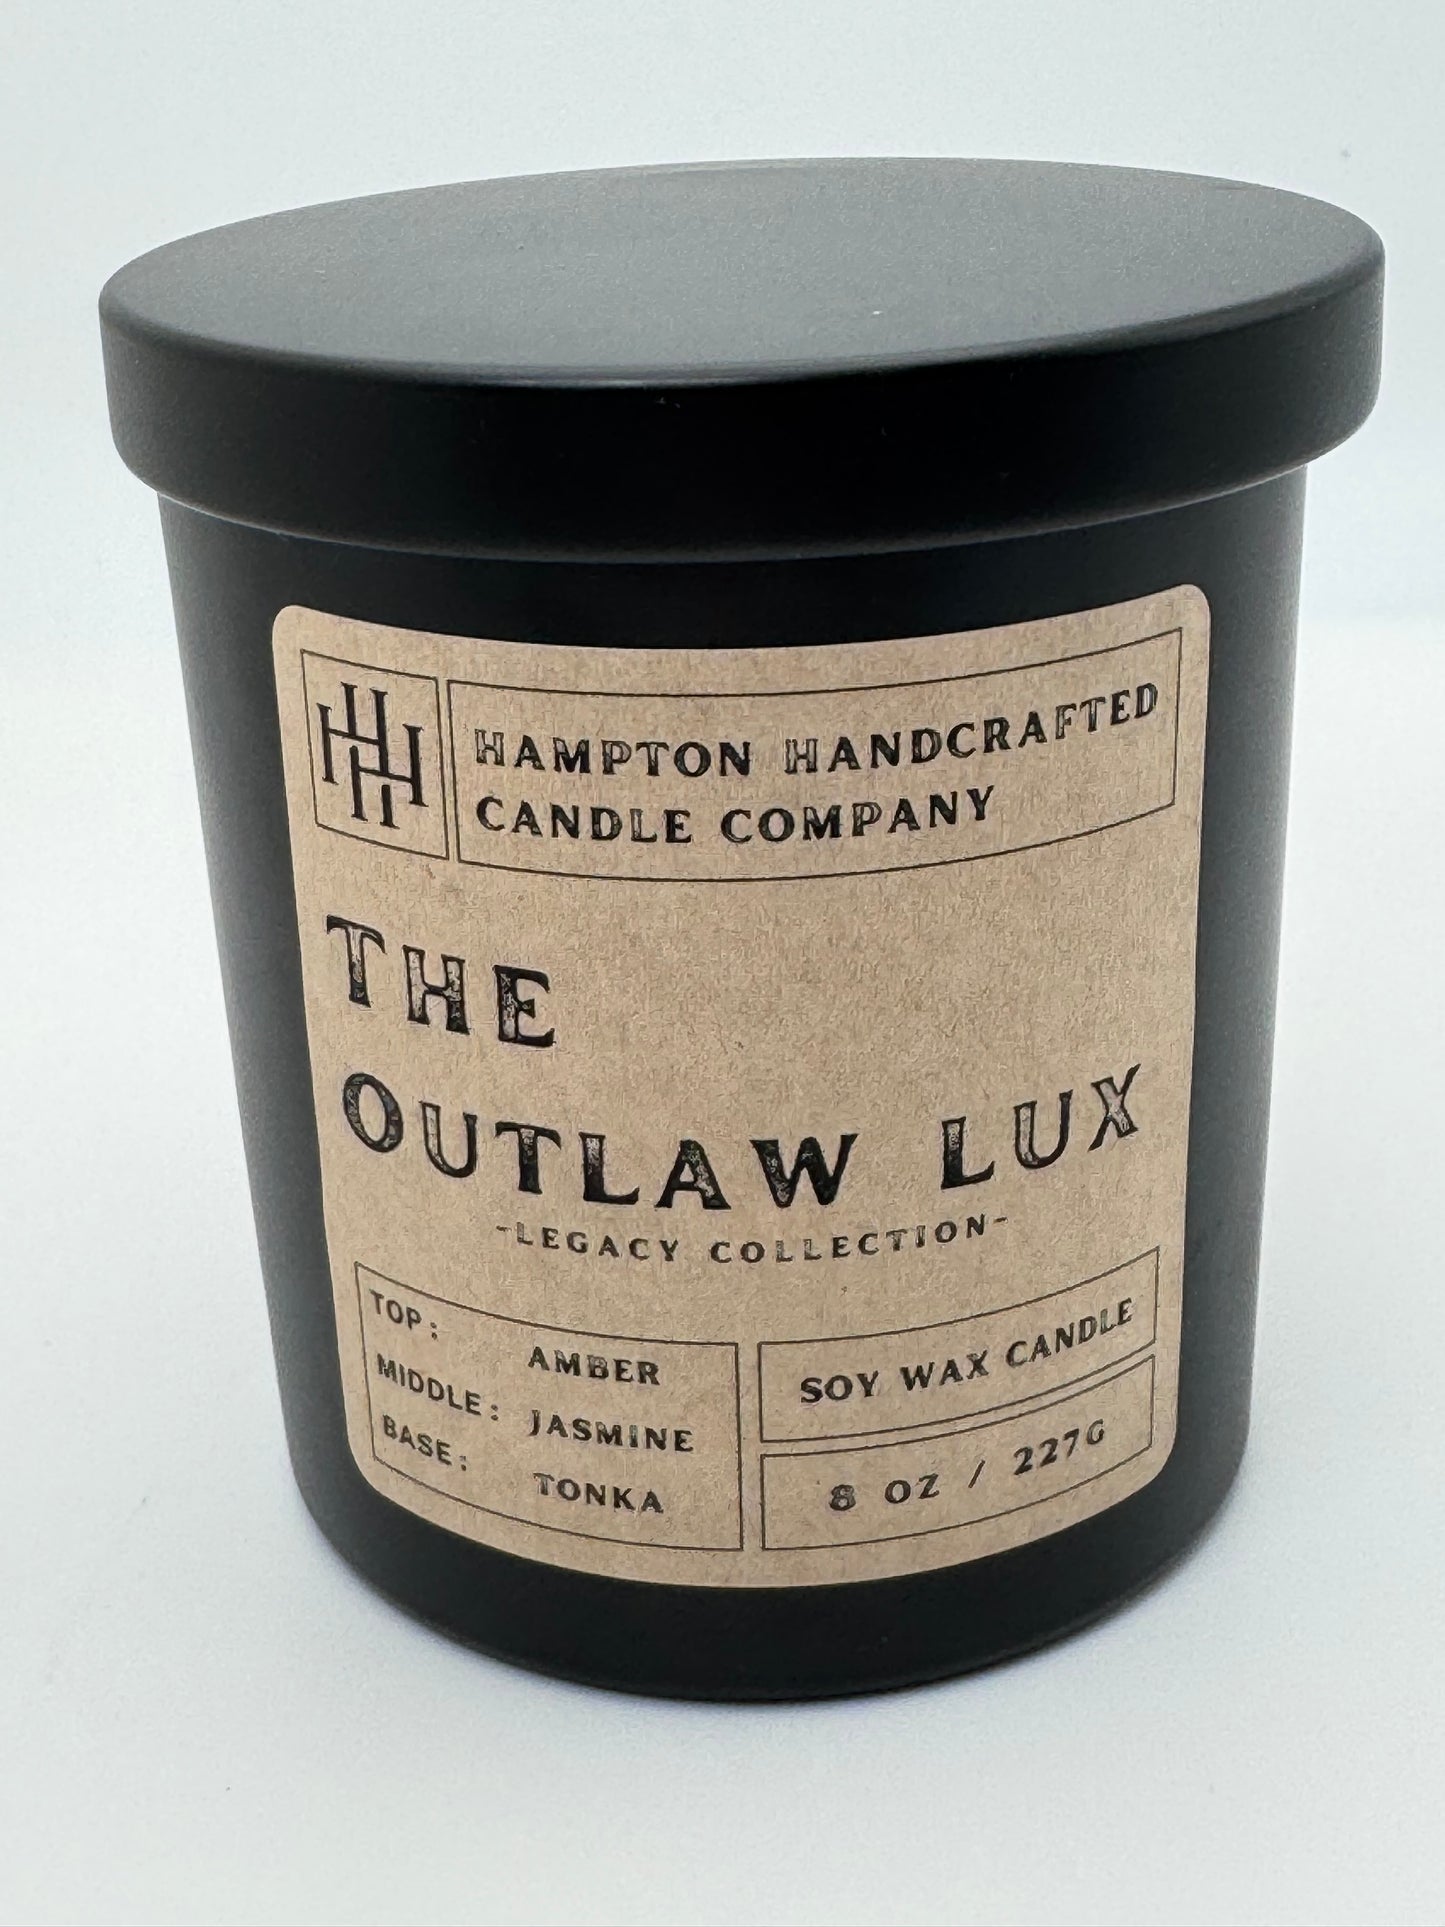 HAMPTON HANDCRAFTED
CANDLE COMPANY
THE
OUTLAW LUX
-LEGACY COLLECTION-
TOP: AMBER
MIDDLE: JASMINE
BASE: TONKA
SOY WAX CANDLE
8 OZ / 227G